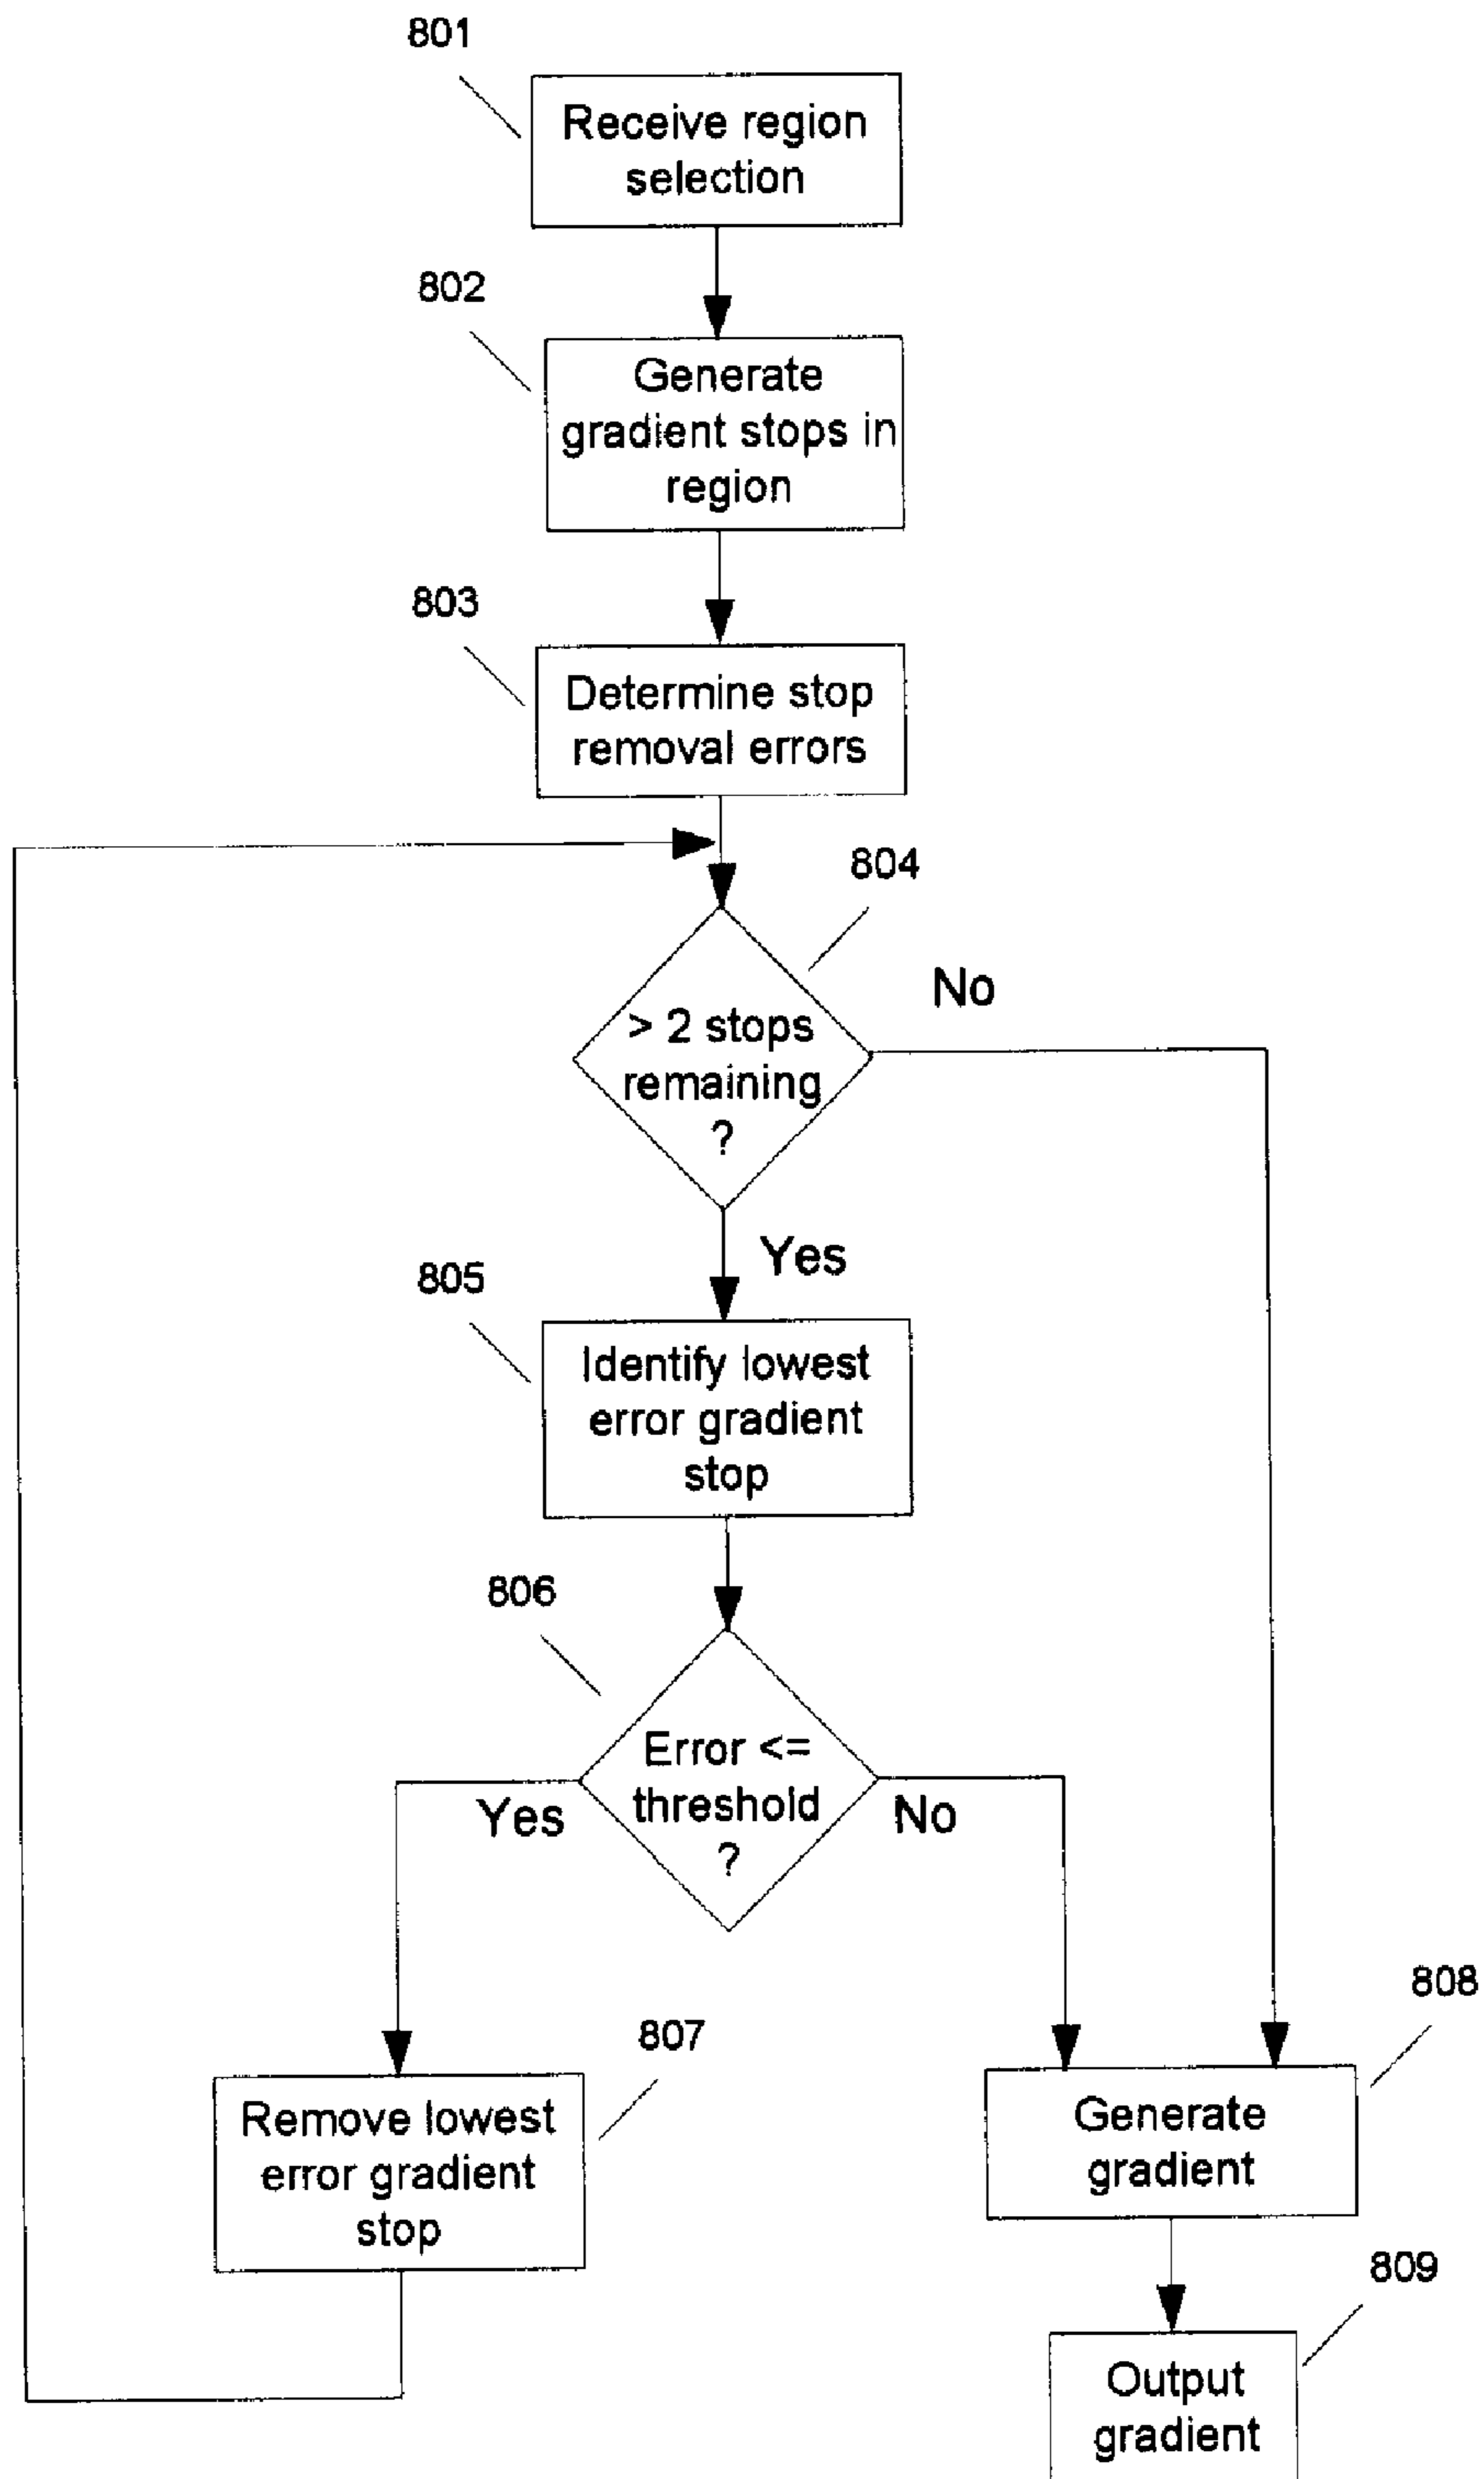 801
Receive region
selection
802
Generate
gradient stops in
region
803
Determine stop
removal errors
804
> 2 stops
remaining
?
No
Yes
805
Identify lowest
error gradient
stop
806
Error <=
threshold
?
Yes
No
807
Remove lowest
error gradient
stop
808
Generate
gradient
809
Output
gradient